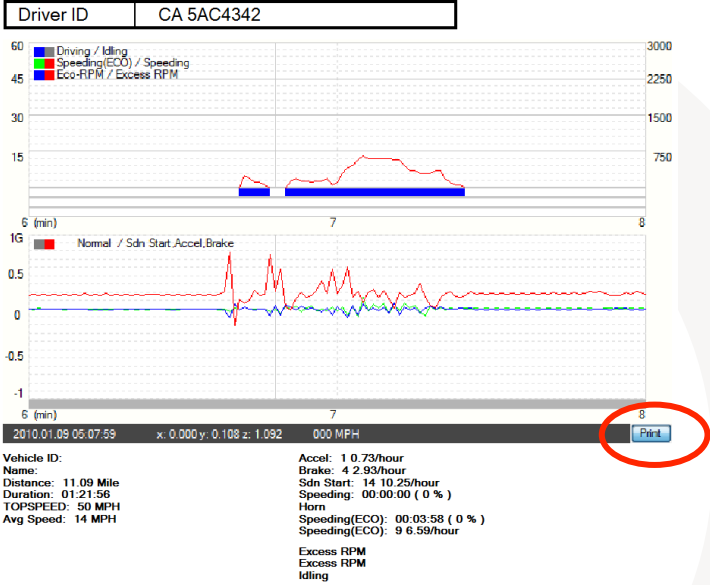 Driver ID CA 5AC4342
60 3000
Driving / Idling
Speeding(ECO) / Speeding
Eco-RPM / Excess RPM
45 2250
30 1500
15 750
6 (min) 7 8
1G Normal / Sdn Start,Accel,Brake
0.5
0
-0.5
-1
6 (min) 7 8
2010.01.09 05:07:59 x: 0.000 y: 0.108 z: 1.092 000 MPH Print
Vehicle ID:
Name:
Distance: 11.09 Mile
Duration: 01:21:56
TOPSPEED: 50 MPH
Avg Speed: 14 MPH
Accel: 1 0.73/hour
Brake: 4 2.93/hour
Sdn Start: 14 10.25/hour
Speeding: 00:00:00 ( 0 % )
Horn
Speeding(ECO): 00:03:58 ( 0 % )
Speeding(ECO): 9 6.59/hour
Excess RPM
Excess RPM
Idling